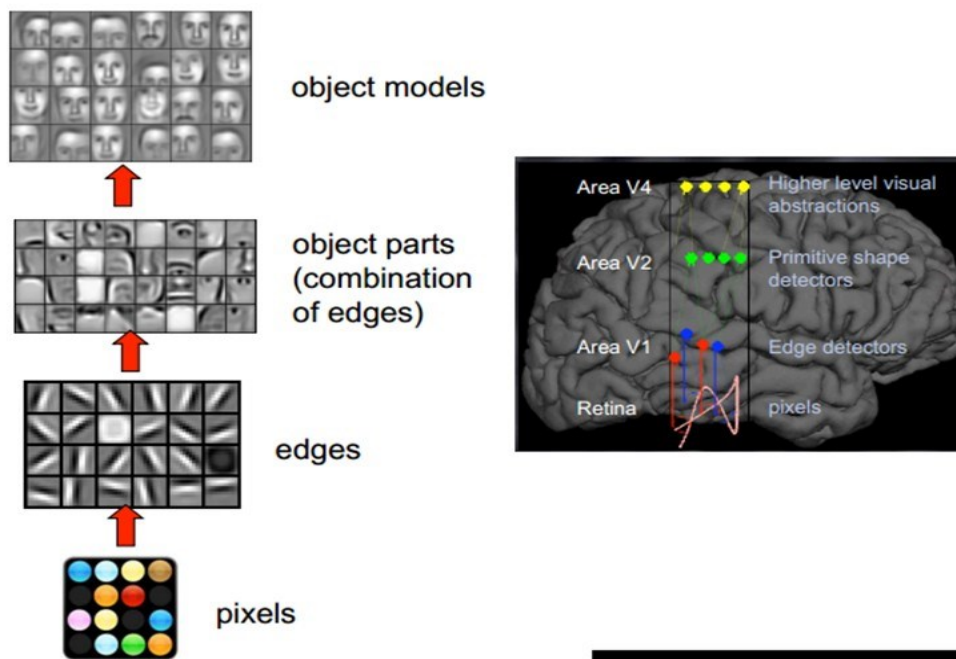 object models
object parts
(combination
of edges)
edges
pixels
Area V4
Higher level visual
abstractions
Area V2
Primitive shape
detectors
Area V1
Edge detectors
Retina
pixels